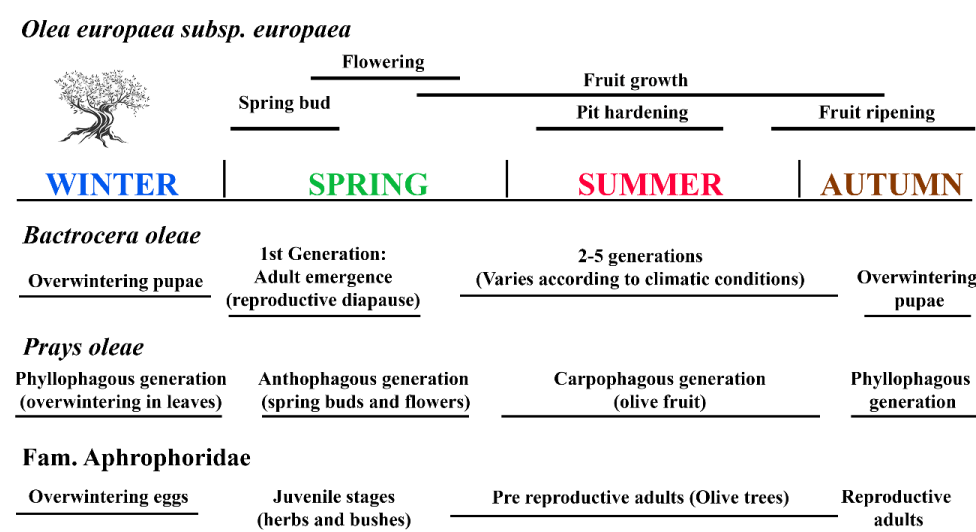 Olea europaea subsp. europaea
Flowering
Fruit growth
Spring bud
Pit hardening
Fruit ripening
WINTER
SPRING
SUMMER
AUTUMN
Bactrocera oleae
Overwintering pupae
1st Generation:
Adult emergence
(reproductive diapause)
2-5 generations
(Varies according to climatic conditions)
Overwintering
pupae
Prays oleae
Phyllophagous generation
(overwintering in leaves)
Anthophagous generation
(spring buds and flowers)
Carpophagous generation
(olive fruit)
Phyllophagous
generation
Fam. Aphrophoridae
Overwintering eggs
Juvenile stages
(herbs and bushes)
Pre reproductive adults (Olive trees)
Reproductive
adults